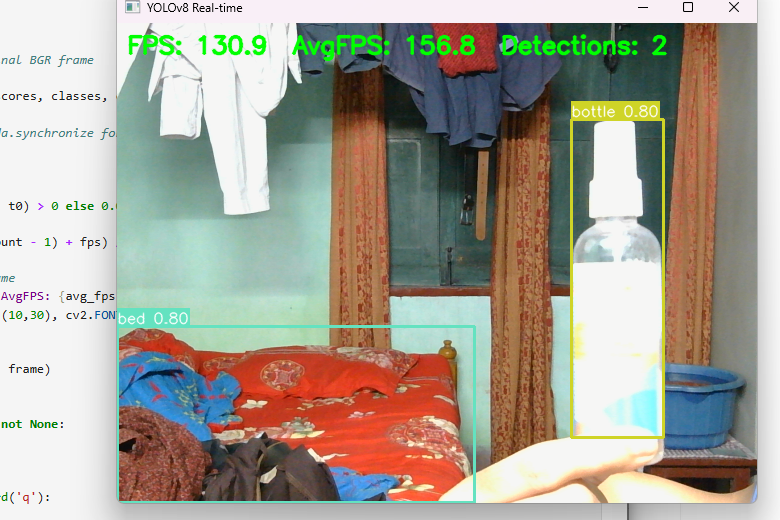 YOLOv8 Real-time
FPS: 130.9 AvgFPS: 156.8 Detections: 2
bottle 0.80
bed 0.80
nal BGR frame
cores, classes,
da.synchronize fo
t0) > 0 else 0.
ount - 1) + fps)
me
AvgFPS: {avg_fps
(10,30), cv2.FON
frame)
not None:
d('q'):